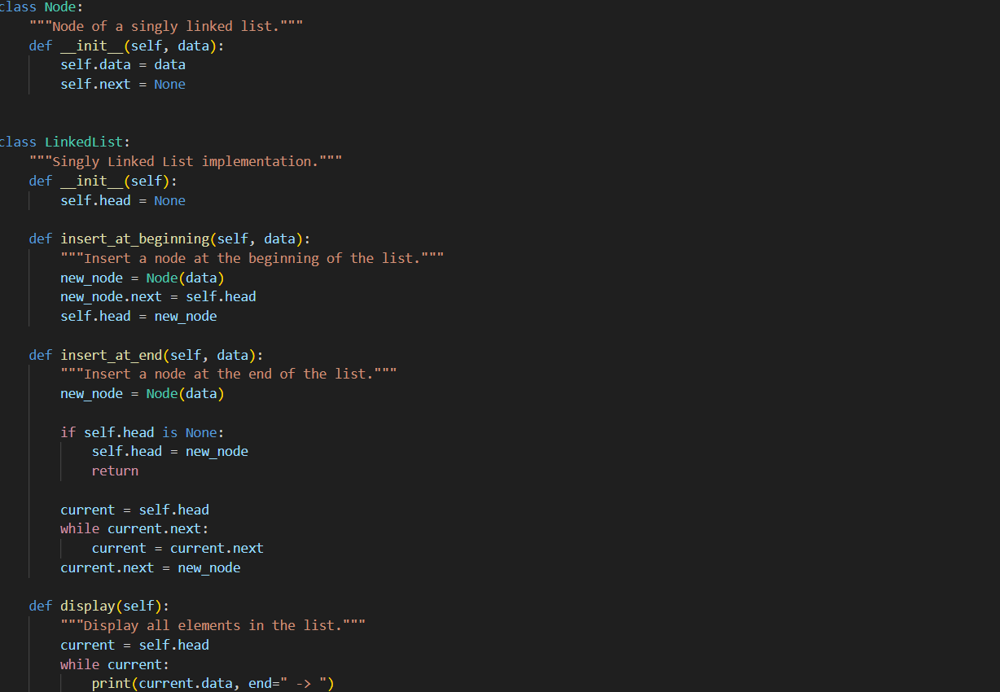 class Node:
    """Node of a singly linked list."""
    def __init__(self, data):
        self.data = data
        self.next = None


class LinkedList:
    """Singly Linked List implementation."""
    def __init__(self):
        self.head = None

    def insert_at_beginning(self, data):
        """Insert a node at the beginning of the list."""
        new_node = Node(data)
        new_node.next = self.head
        self.head = new_node

    def insert_at_end(self, data):
        """Insert a node at the end of the list."""
        new_node = Node(data)

        if self.head is None:
            self.head = new_node
            return

        current = self.head
        while current.next:
            current = current.next
        current.next = new_node

    def display(self):
        """Display all elements in the list."""
        current = self.head
        while current:
            print(current.data, end=" -> ")